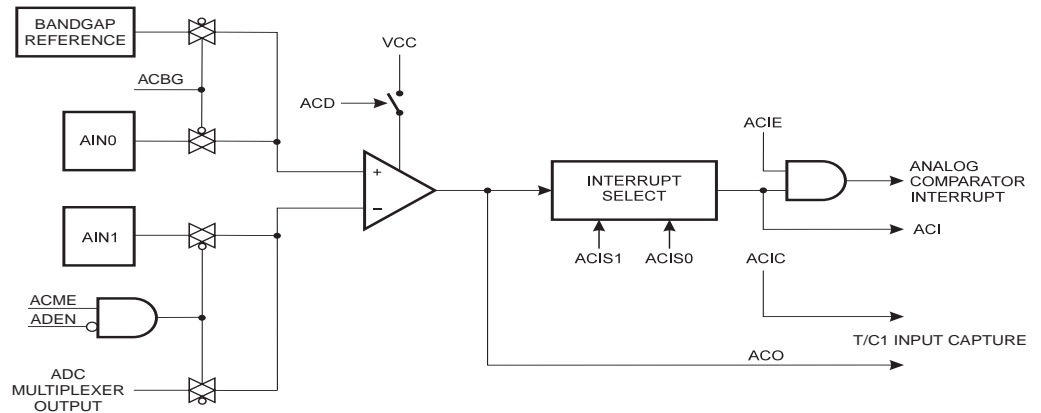 BANDGAP
REFERENCE
ACBG
AIN0
AIN1
ACME
ADEN
ADC
MULTIPLEXER
OUTPUT
VCC
ACD
+
−
INTERRUPT
SELECT
ACIS1 ACIS0
ACIE
ANALOG
COMPARATOR
INTERRUPT
ACI
ACIC
T/C1 INPUT CAPTURE
ACO